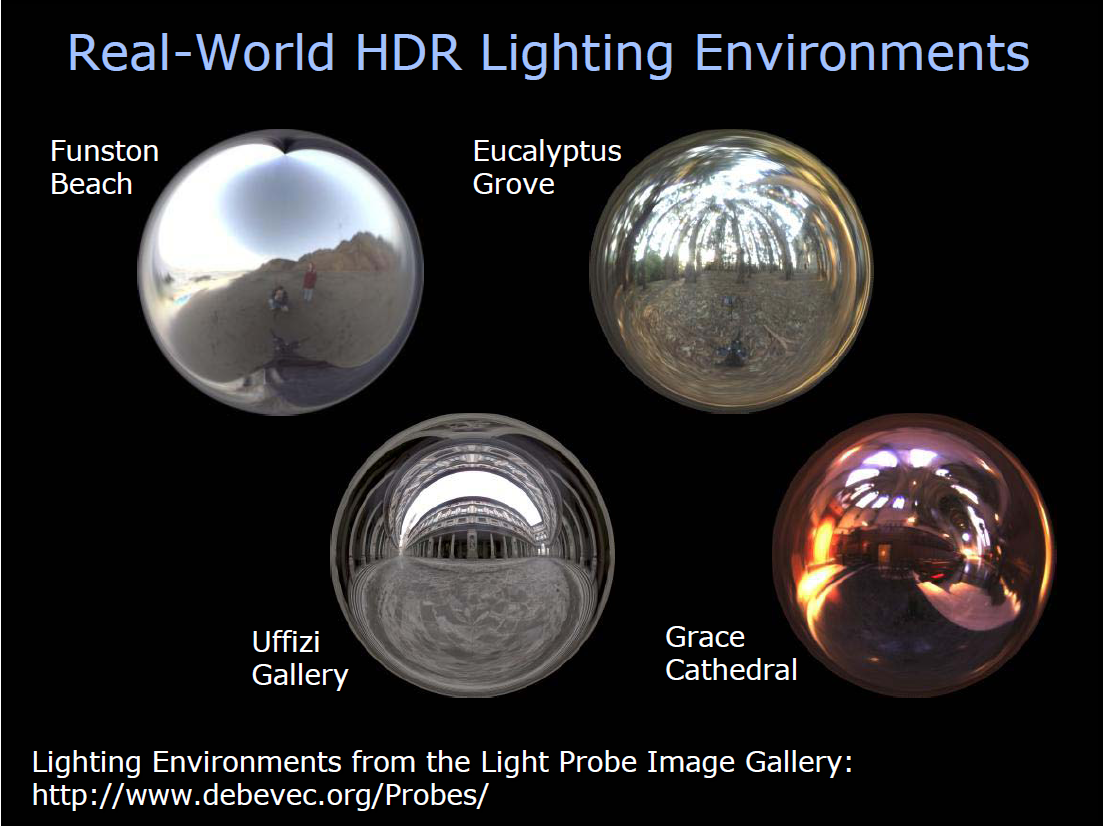 Real-World HDR Lighting Environments
Funston
Beach
Eucalyptus
Grove
Uffizi
Gallery
Grace
Cathedral
Lighting Environments from the Light Probe Image Gallery:
http://www.debevec.org/Probes/